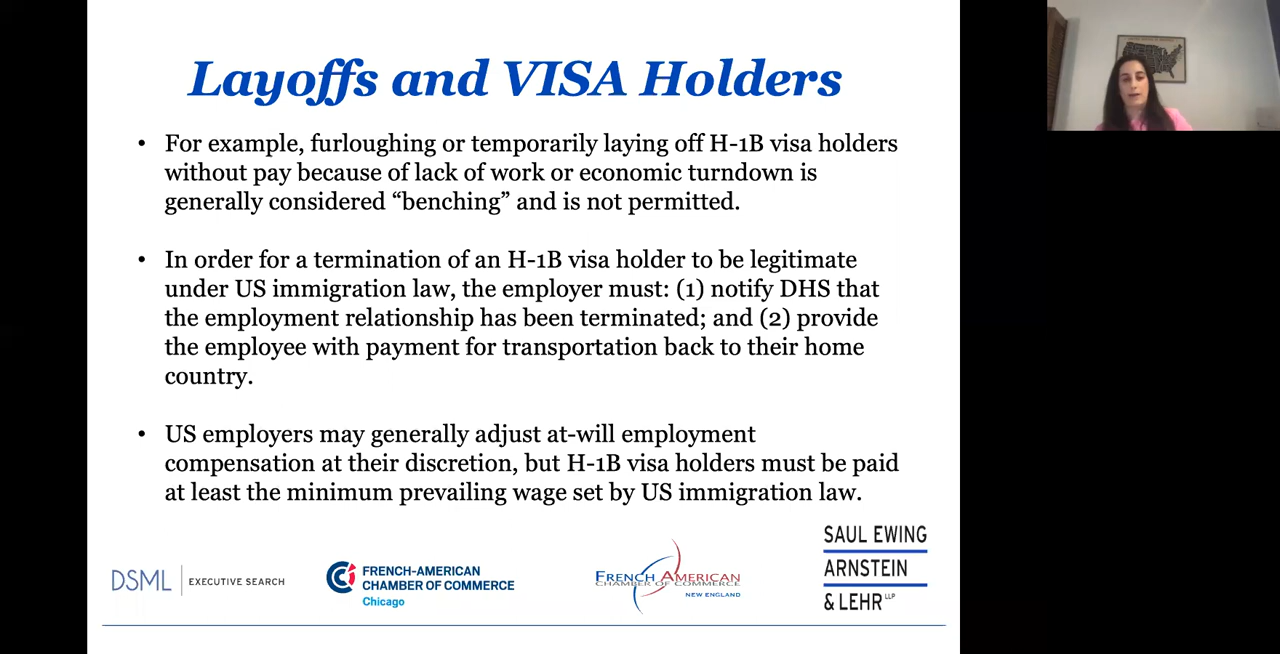 Layoffs and VISA Holders
• For example, furloughing or temporarily laying off H-1B visa holders
without pay because of lack of work or economic turndown is
generally considered “benching” and is not permitted.
• In order for a termination of an H-1B visa holder to be legitimate
under US immigration law, the employer must: (1) notify DHS that
the employment relationship has been terminated; and (2) provide
the employee with payment for transportation back to their home
country.
• US employers may generally adjust at-will employment
compensation at their discretion, but H-1B visa holders must be paid
at least the minimum prevailing wage set by US immigration law.
DSML EXECUTIVE SEARCH
FRENCH-AMERICAN
CHAMBER OF COMMERCE
Chicago
FRENCH AMERICAN
CHAMBER OF COMMERCE
NEW ENGLAND
SAUL EWING
ARNSTEIN
& LEHR LLP